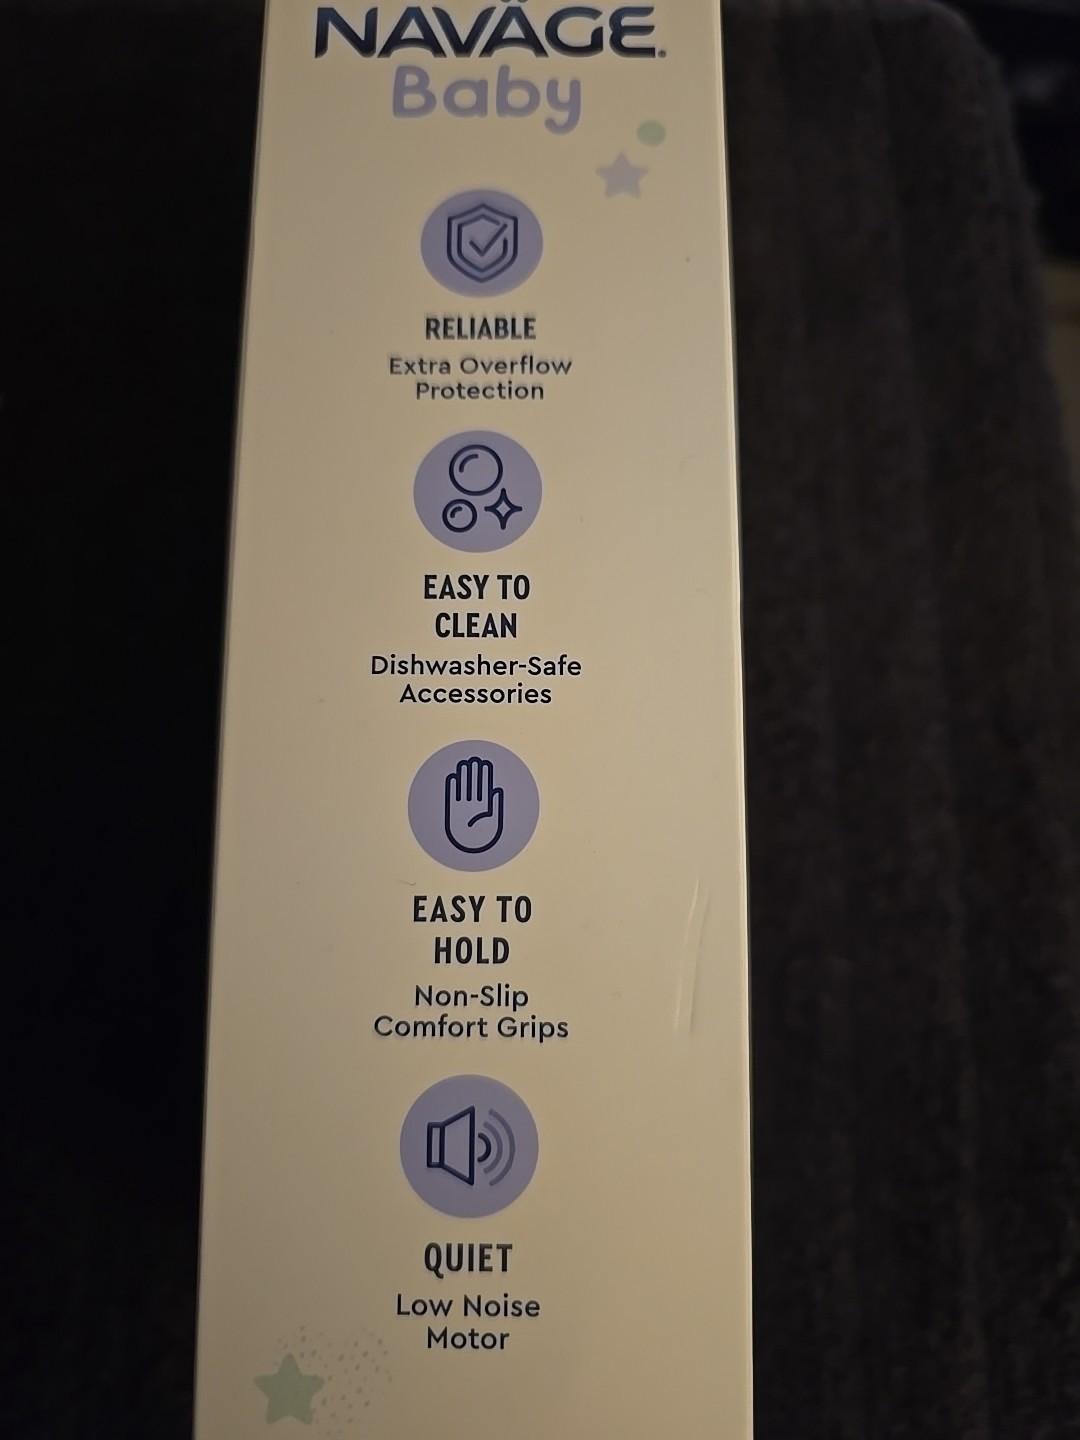 NAVÄGE.
Baby
RELIABLE
Extra Overflow
Protection
EASY TO
CLEAN
Dishwasher-Safe
Accessories
EASY TO
HOLD
Non-Slip
Comfort Grips
QUIET
Low Noise
Motor